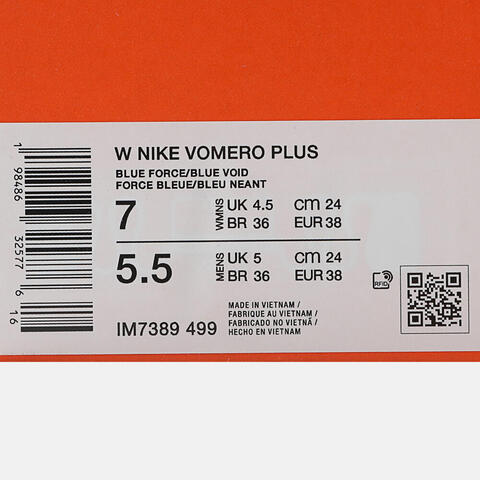 W NIKE VOMERO PLUS
BLUE FORCE/BLUE VOID
FORCE BLEUE/BLEU NEANT
7 WMNS UK 4.5 CM 24
BR 36 EUR 38
5.5 MENS UK 5 CM 24
BR 36 EUR 38
RFID
IM7389 499
MADE IN VIETNAM /
FABRIQUE AU VIETNAM /
FABRICADO NO VIETNÃ /
HECHO EN VIETNAM
1 98486 32577 6 16